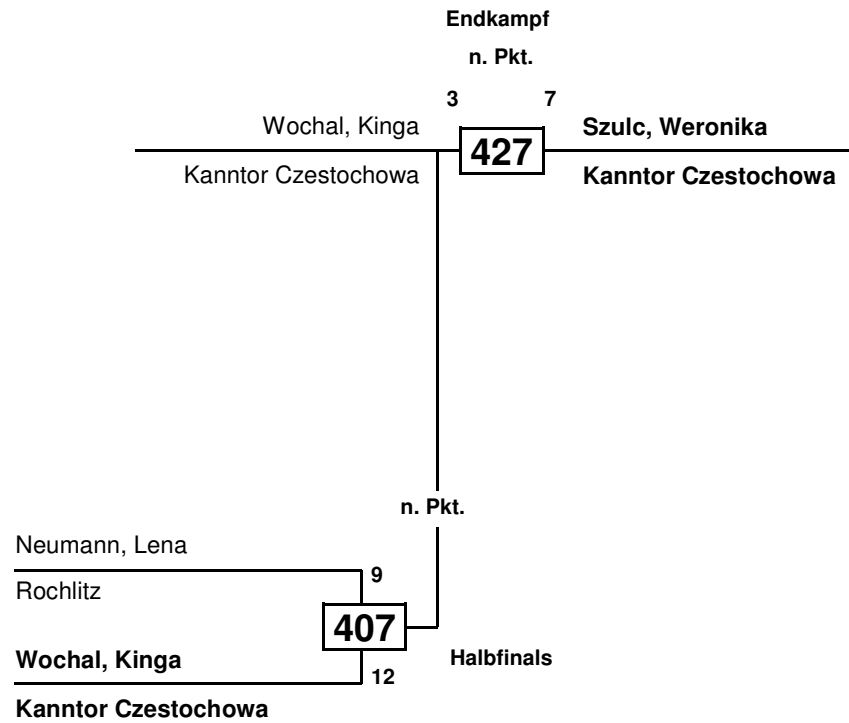 Endkampf
n. Pkt.
3 7
Wochal, Kinga
Kanntor Czestochowa
427
Szulc, Weronika
Kanntor Czestochowa
n. Pkt.
Neumann, Lena
Rochlitz
9
407
Wochal, Kinga
Kanntor Czestochowa
12
Halbfinals